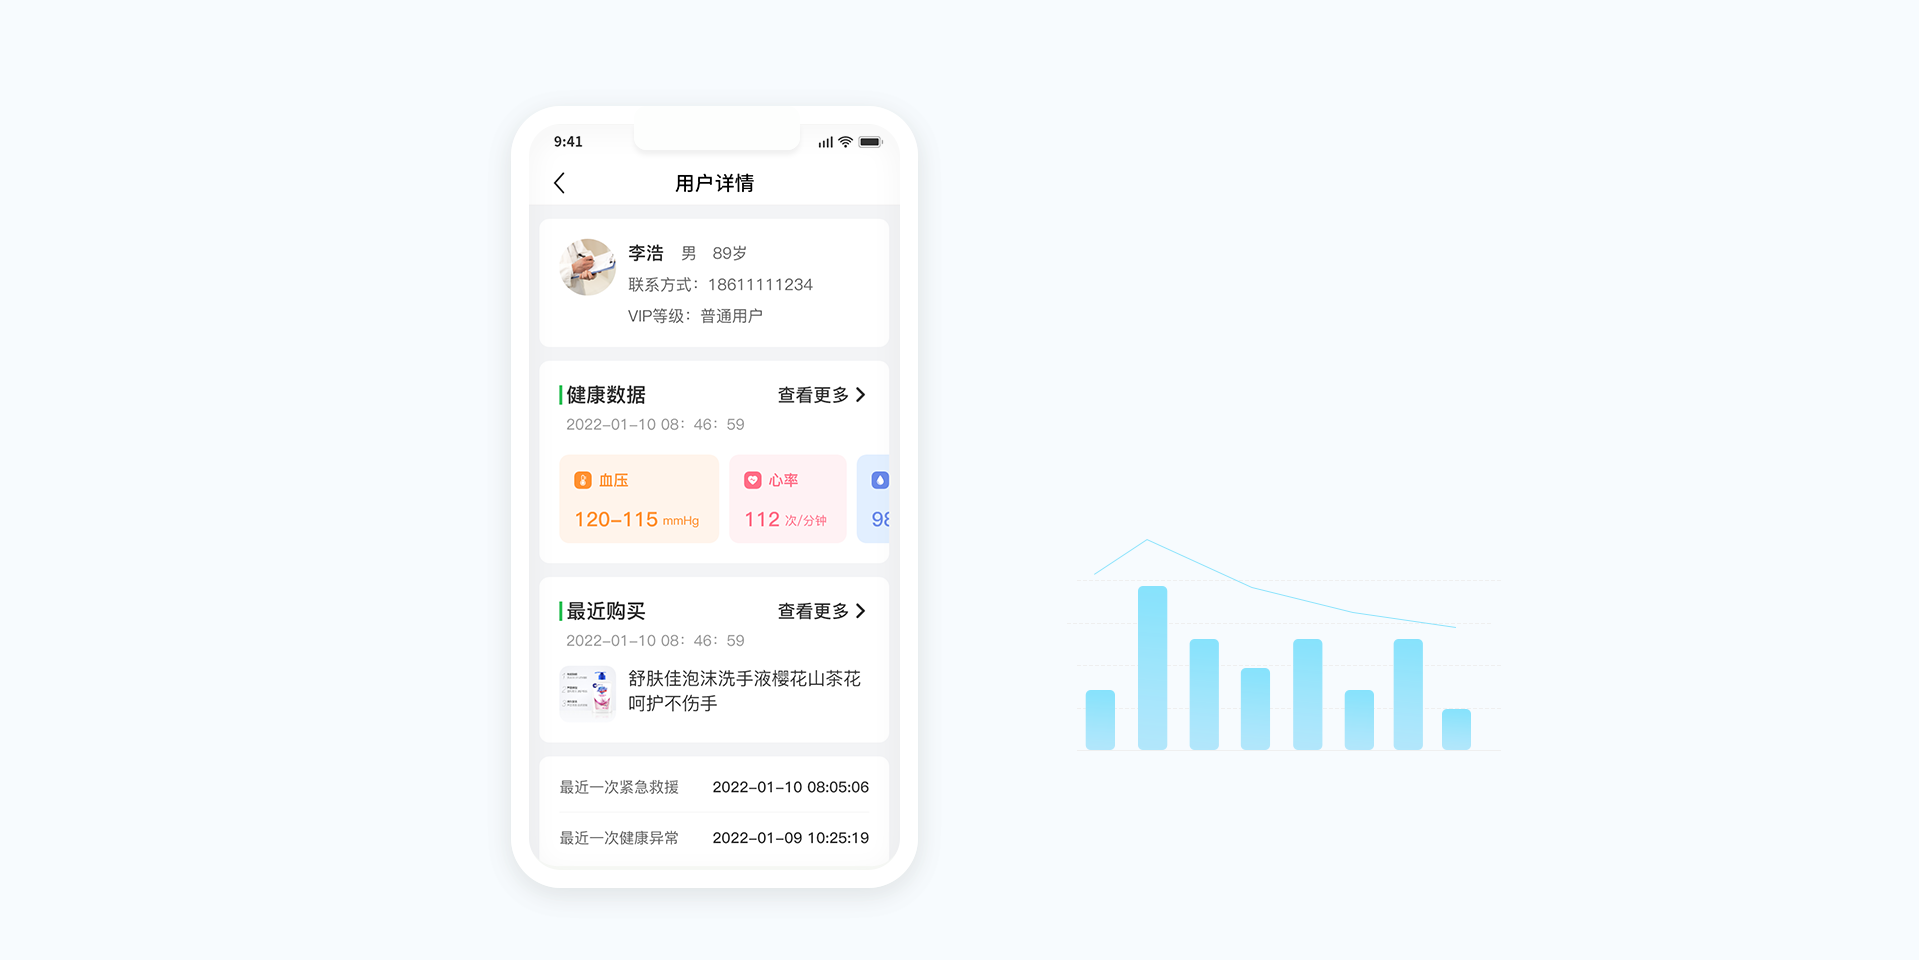 9:41
用户详情
李浩 男 89岁
联系方式：18611111234
VIP等级：普通用户
健康数据 查看更多
2022-01-10 08：46：59
血压 心率
120-115 mmHg 112 次/分钟 98
最近购买 查看更多
2022-01-10 08：46：59
舒肤佳泡沫洗手液樱花山茶花
呵护不伤手
最近一次紧急救援 2022-01-10 08:05:06
最近一次健康异常 2022-01-09 10:25:19